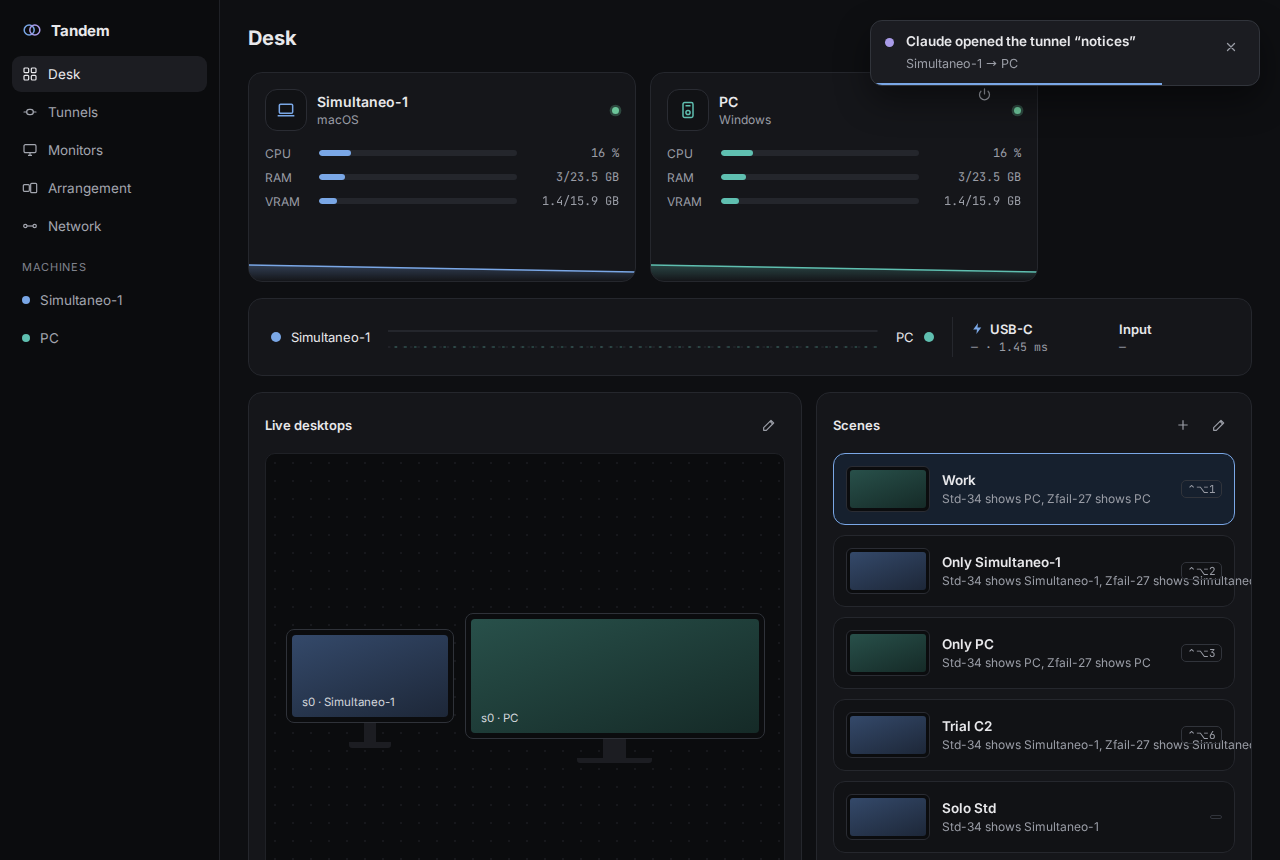 Tandem
Desk
Tunnels
Monitors
Arrangement
Network
MACHINES
Simultaneo-1
PC
Desk
Claude opened the tunnel “notices”
Simultaneo-1 → PC
Simultaneo-1
macOS
CPU
16 %
RAM
3/23.5 GB
VRAM
1.4/15.9 GB
PC
Windows
CPU
16 %
RAM
3/23.5 GB
VRAM
1.4/15.9 GB
Simultaneo-1
PC
USB-C
— · 1.45 ms
Input
—
Live desktops
s0 · Simultaneo-1
s0 · PC
Scenes
Work
Std-34 shows PC, Zfail-27 shows PC
⌃⌥1
Only Simultaneo-1
Std-34 shows Simultaneo-1, Zfail-27 shows Simultaneo
⌃⌥2
Only PC
Std-34 shows PC, Zfail-27 shows PC
⌃⌥3
Trial C2
Std-34 shows Simultaneo-1, Zfail-27 shows Simultaneo
⌃⌥6
Solo Std
Std-34 shows Simultaneo-1